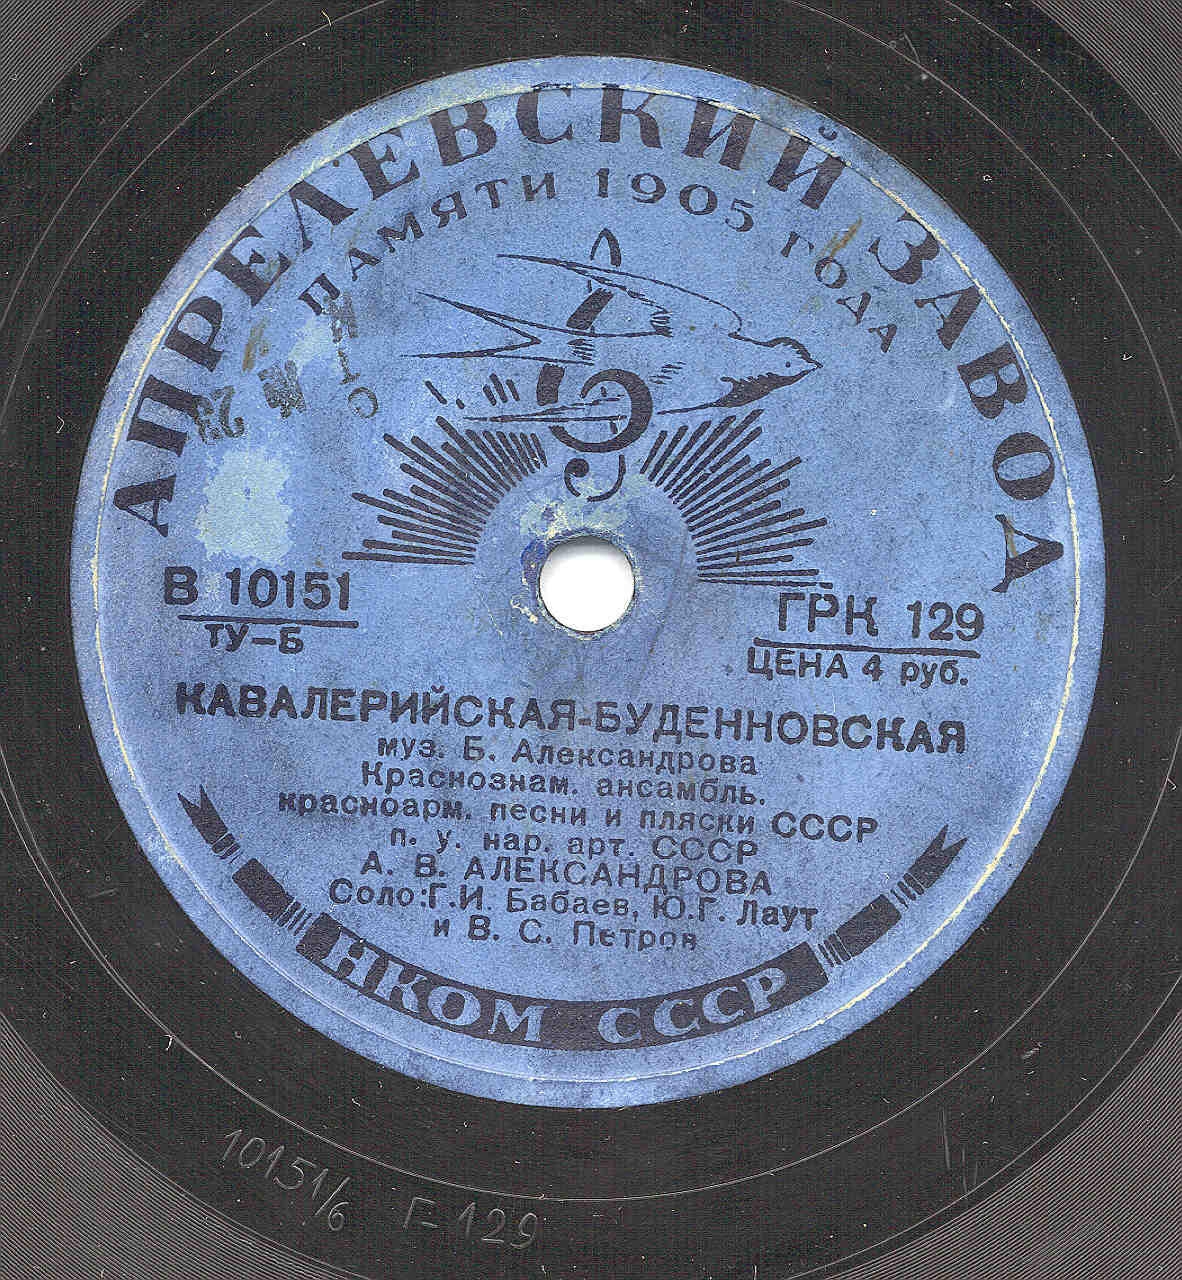 АПРЕЛЕВСКИЙ ЗАВОД
ПАМЯТИ 1905 ГОДА
В 10151
ТУ–Б
ГРК 129
ЦЕНА 4 руб.
КАВАЛЕРИЙСКАЯ-БУДЕННОВСКАЯ
муз. Б. Александрова
Краснознам. ансамбль.
красноарм. песни и пляски СССР
п. у. нар. арт. СССР
А. В. АЛЕКСАНДРОВА
Соло: Г.И. Бабаев, Ю.Г. Лаут
и В. С. Петров
НКОМ СССР
10151/6 Г-129